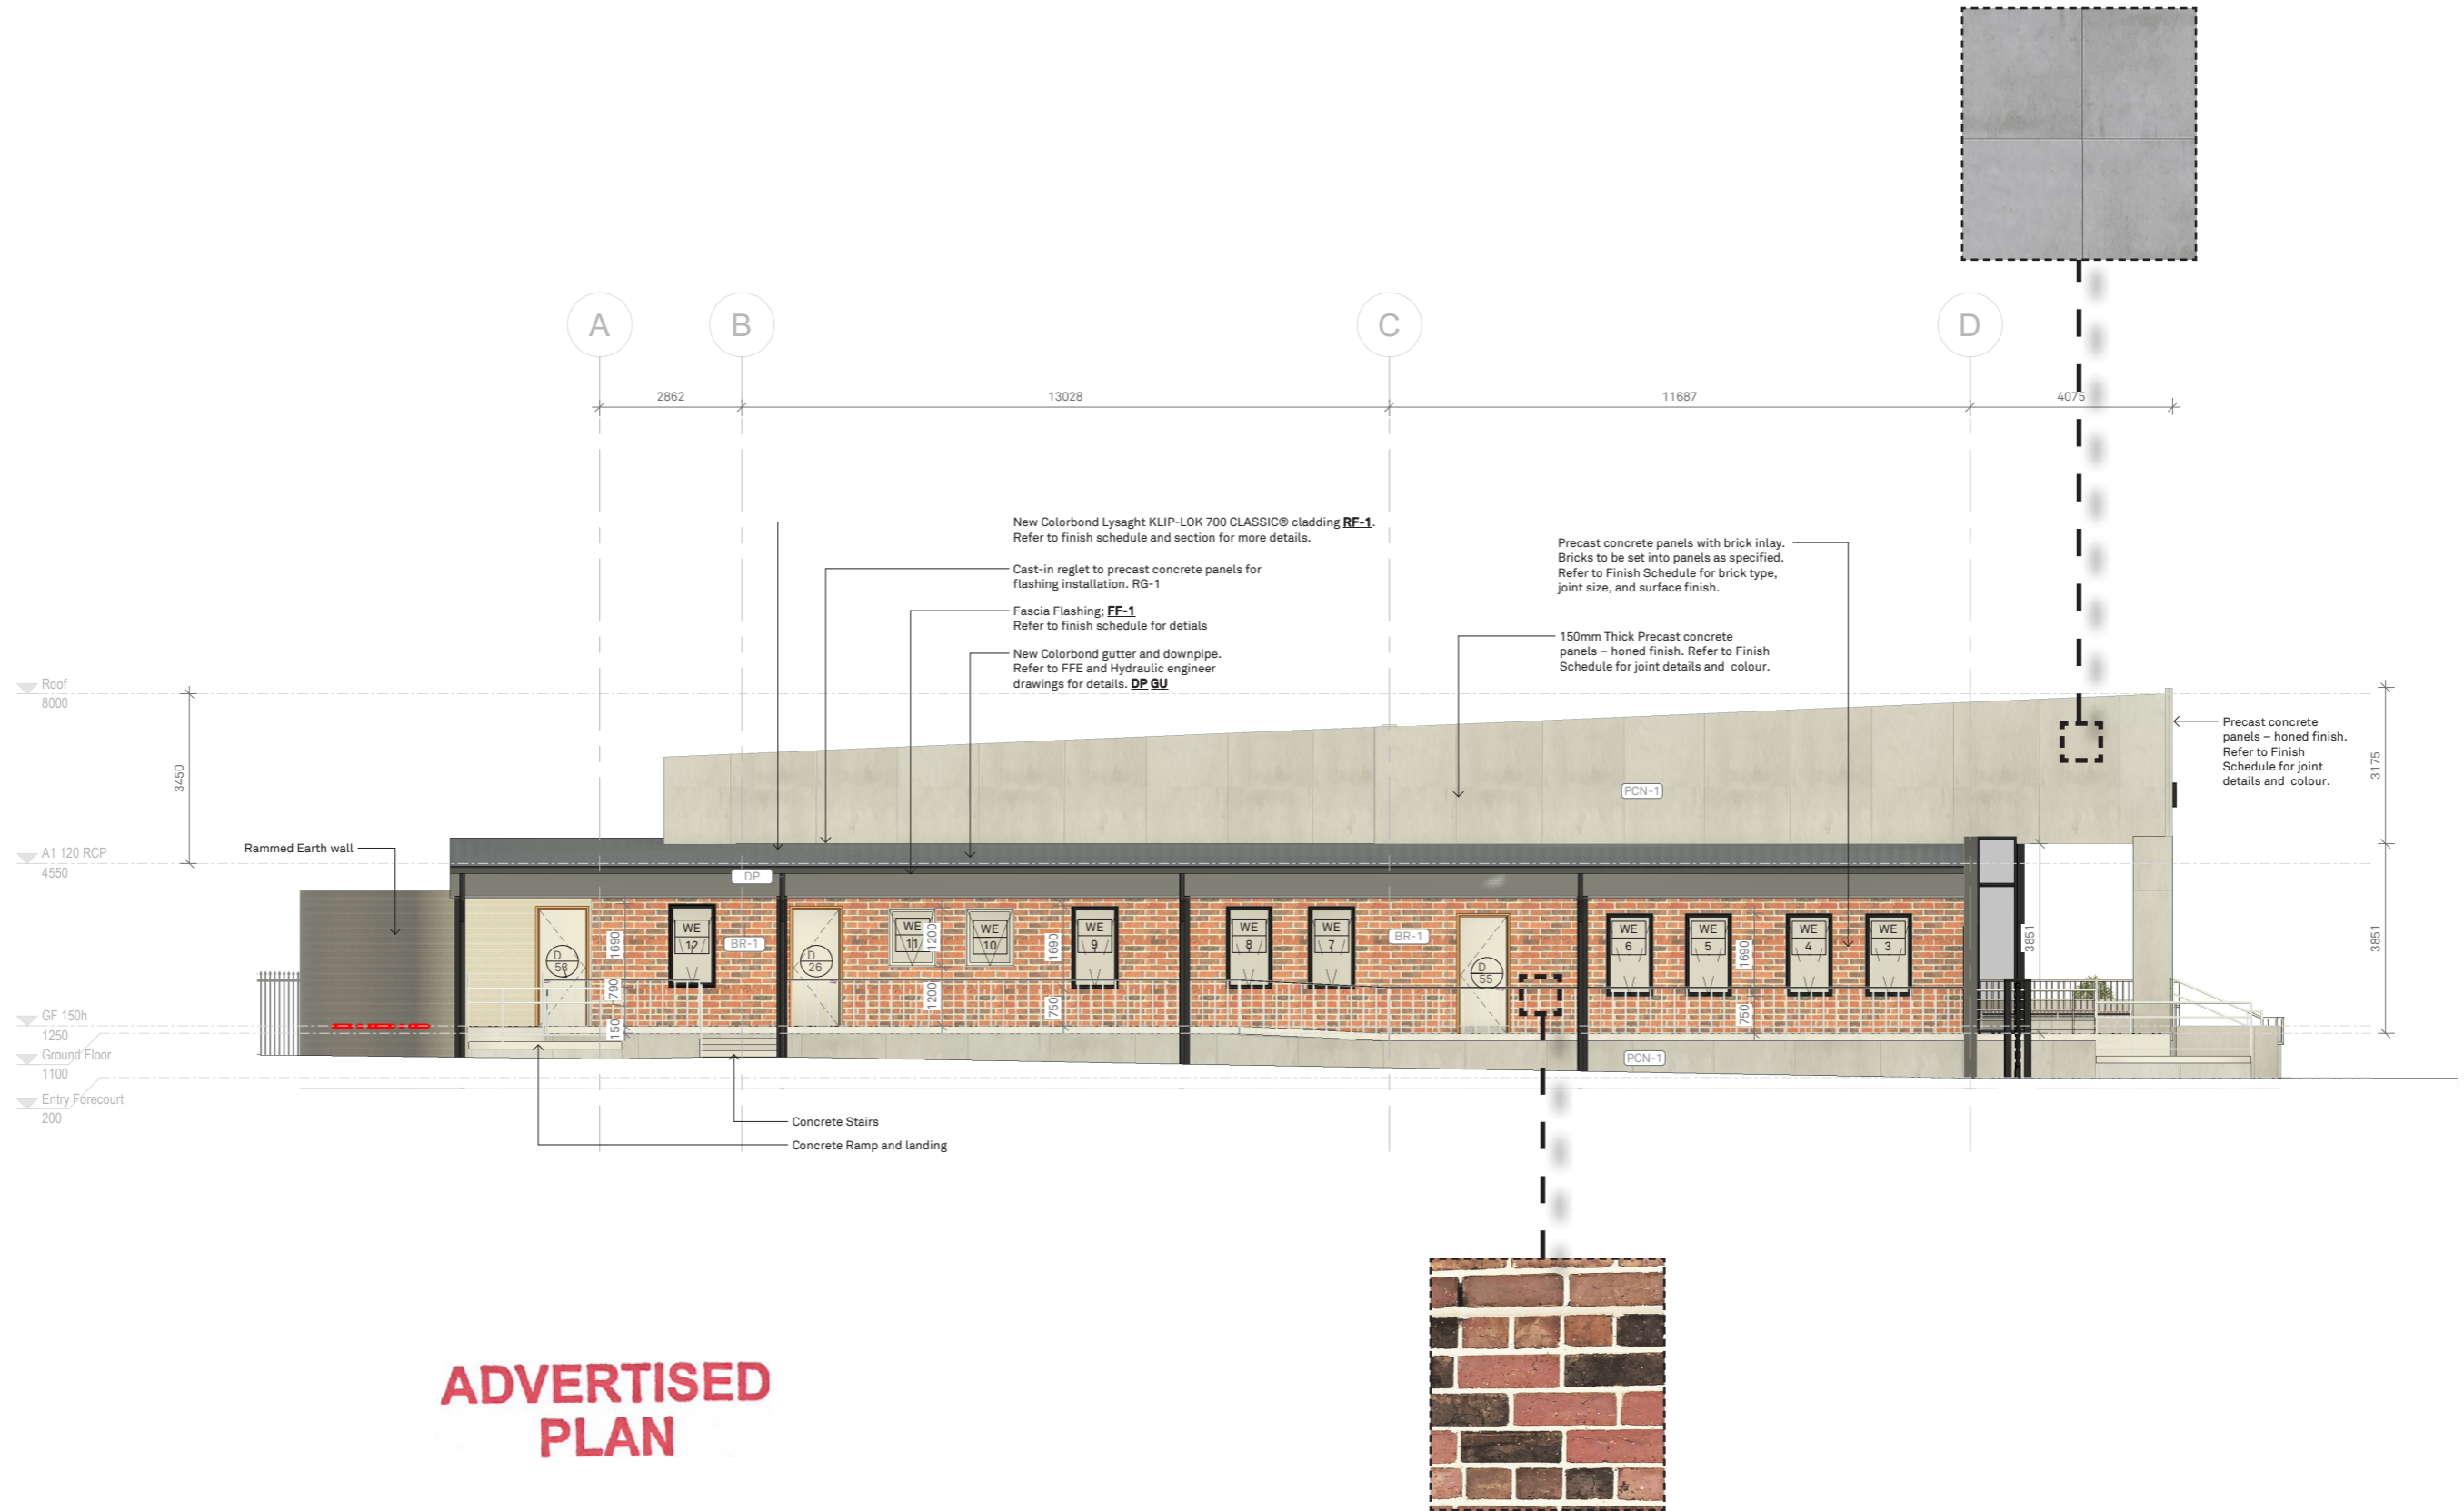 A
B
C
D
2862
13028
11687
4075
New Colorbond Lysaght KLIP-LOK 700 CLASSIC® cladding RF-1.
Refer to finish schedule and section for more details.
Cast-in reglet to precast concrete panels for
flashing installation. RG-1
Fascia Flashing; FF-1
Refer to finish schedule for detials
New Colorbond gutter and downpipe.
Refer to FFE and Hydraulic engineer
drawings for details. DP GU
Precast concrete panels with brick inlay.
Bricks to be set into panels as specified.
Refer to Finish Schedule for brick type,
joint size, and surface finish.
150mm Thick Precast concrete
panels – honed finish. Refer to Finish
Schedule for joint details and colour.
Precast concrete
panels – honed finish.
Refer to Finish
Schedule for joint
details and colour.
Roof
8000
3450
3175
PCN-1
Rammed Earth wall
A1 120 RCP
4550
DP
WE
12
WE
11
WE
10
WE
9
WE
8
WE
7
WE
6
WE
5
WE
4
WE
3
BR-1
BR-1
D
53
D
26
D
55
1690
790
150
1200
1200
1690
750
1690
750
3851
3851
GF 150h
1250
Ground Floor
1100
Entry Forecourt
200
PCN-1
Concrete Stairs
Concrete Ramp and landing
ADVERTISED
PLAN